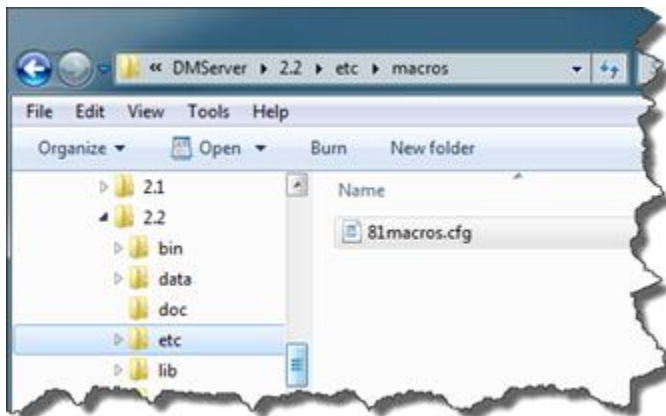 « DMServer ▸ 2.2 ▸ etc ▸ macros
File Edit View Tools Help
Organize Open Burn New folder
2.1
2.2
bin
data
doc
etc
lib
Name
81macros.cfg